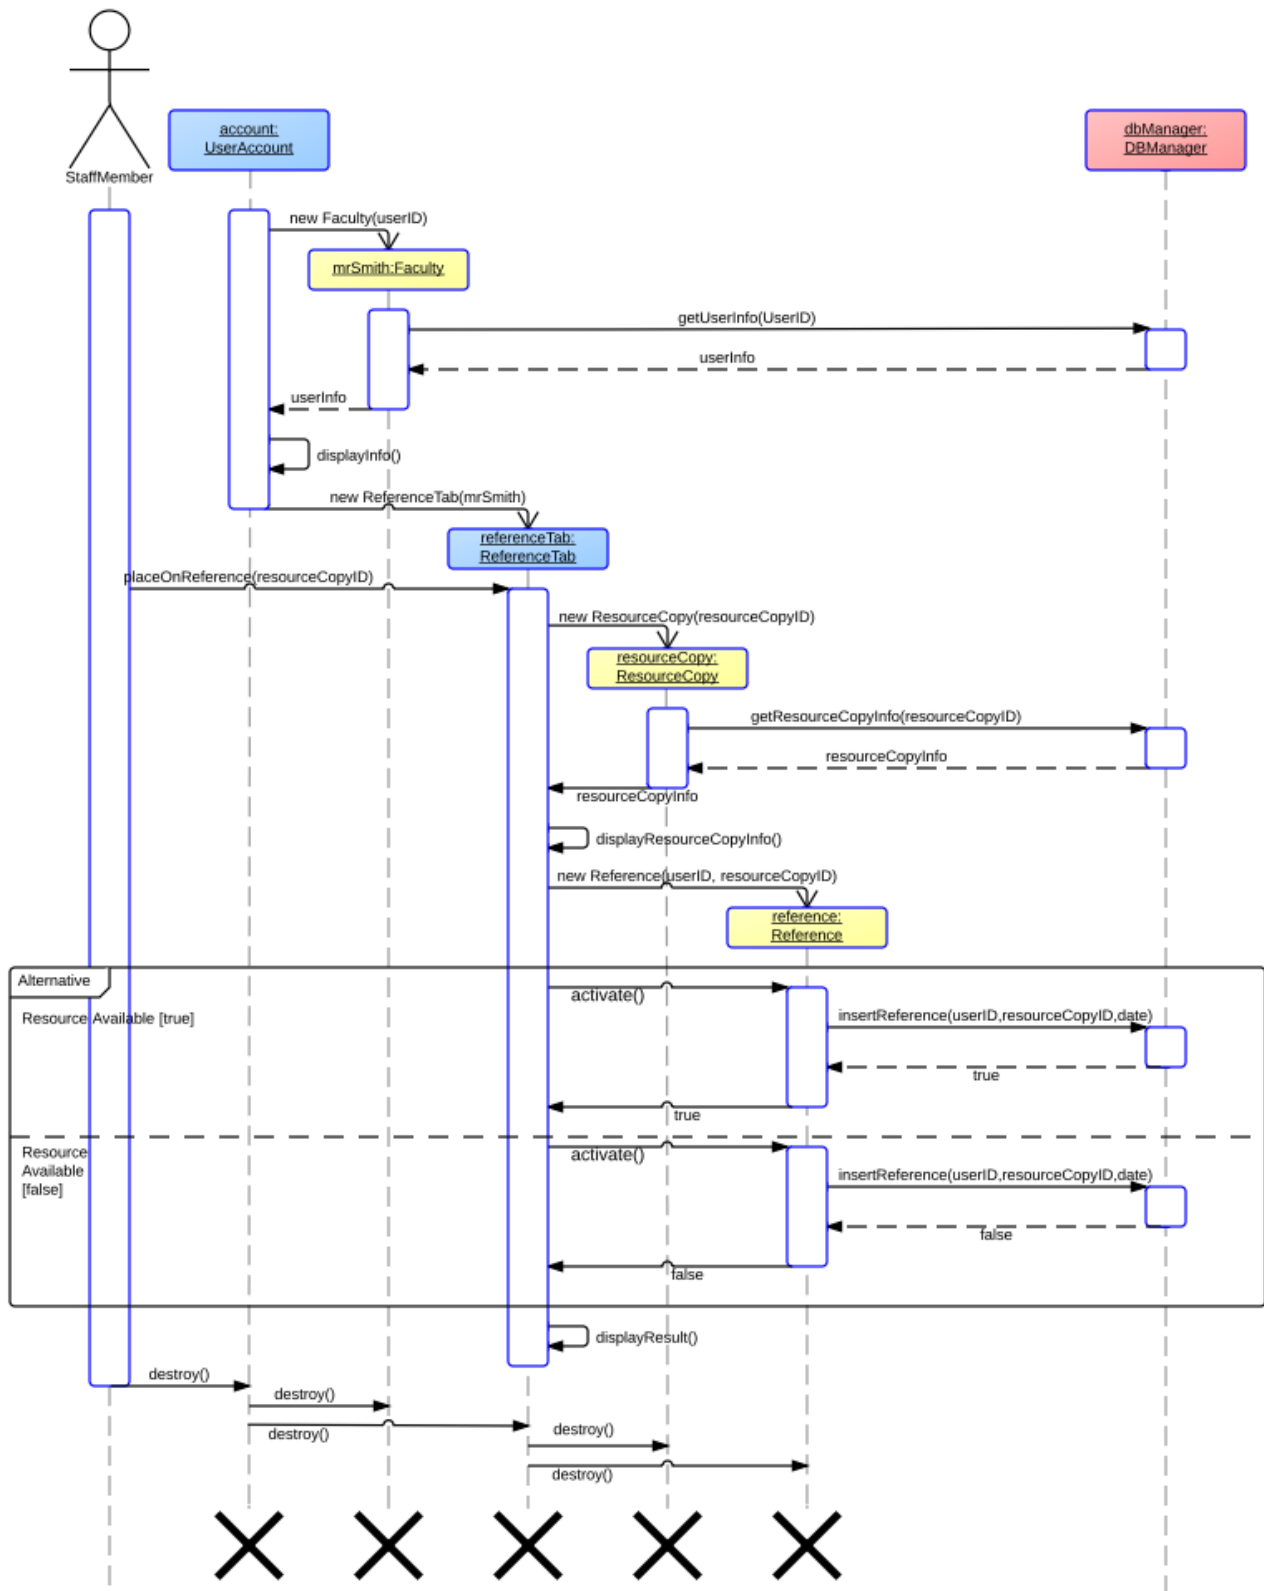 StaffMember
account:
UserAccount
dbManager:
DBManager
new Faculty(userID)
mrSmith:Faculty
getUserInfo(UserID)
userInfo
userInfo
displayInfo()
new ReferenceTab(mrSmith)
referenceTab:
ReferenceTab
placeOnReference(resourceCopyID)
new ResourceCopy(resourceCopyID)
resourceCopy:
ResourceCopy
getResourceCopyInfo(resourceCopyID)
resourceCopyInfo
resourceCopyInfo
displayResourceCopyInfo()
new Reference(userID, resourceCopyID)
reference:
Reference
Alternative
activate()
Resource Available [true]
insertReference(userID,resourceCopyID,date)
true
true
Resource
Available
[false]
activate()
insertReference(userID,resourceCopyID,date)
false
false
displayResult()
destroy()
destroy()
destroy()
destroy()
destroy()